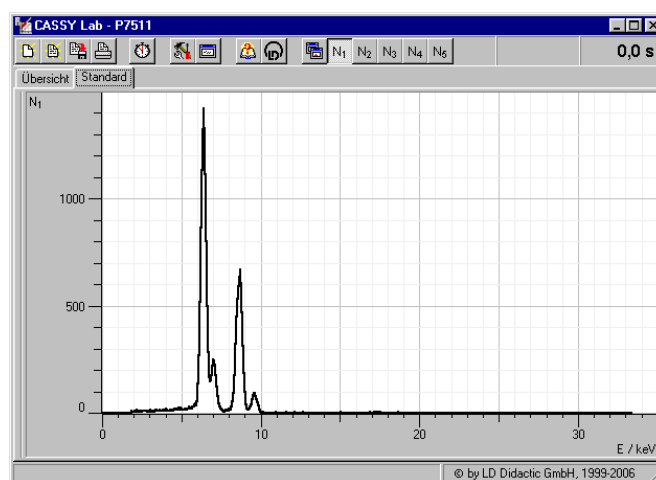 CASSY Lab - P7511
N₁ N₂ N₃ N₄ N₅ 0,0 s
Übersicht Standard
N₁
1000
500
0
0 10 20 30
E / keV
© by LD Didactic GmbH, 1999-2006